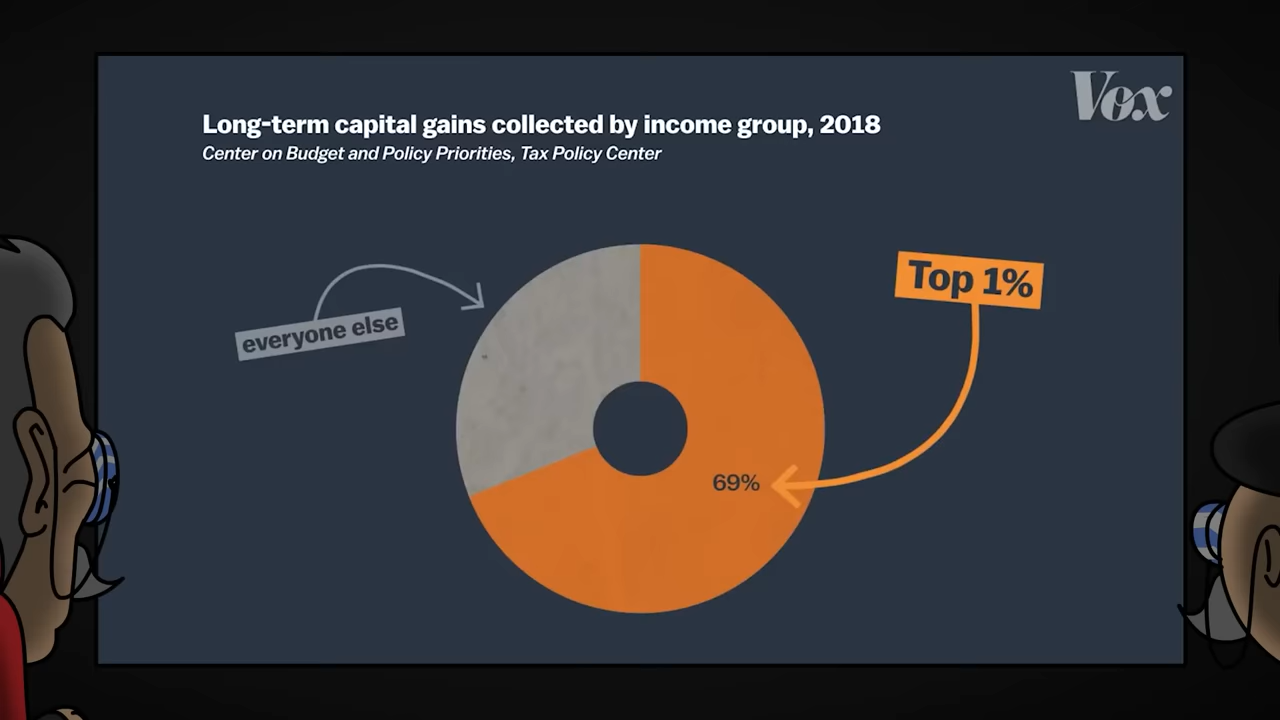 Vox
Long-term capital gains collected by income group, 2018
Center on Budget and Policy Priorities, Tax Policy Center
Top 1%
everyone else
69%